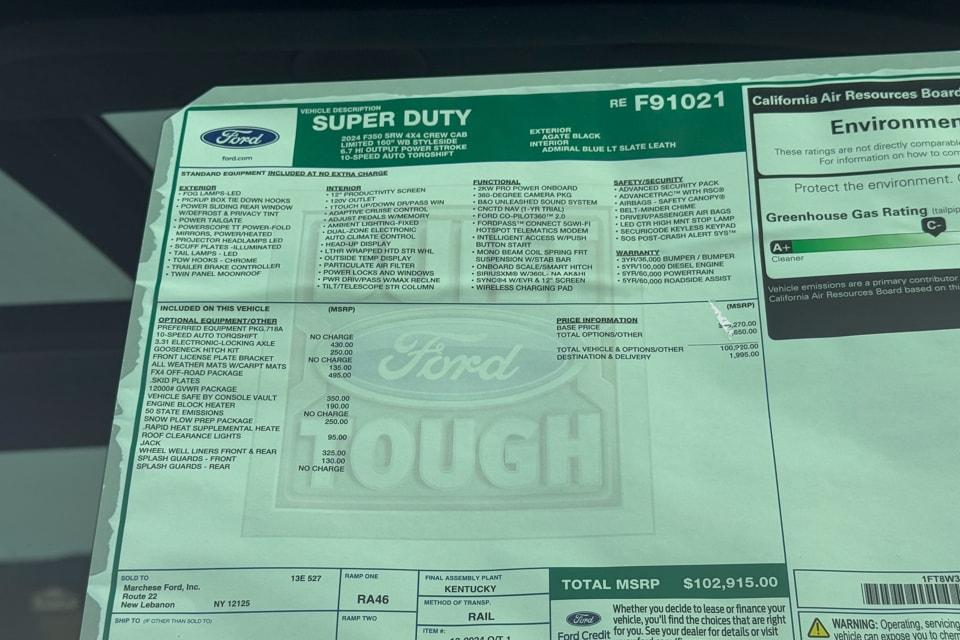 Ford
ford.com
VEHICLE DESCRIPTION
SUPER DUTY
2024 F350 SRW 4X4 CREW CAB
LIMITED 160" WB STYLESIDE
6.7 HI OUTPUT POWER STROKE
10-SPEED AUTO TORQSHIFT
EXTERIOR
AGATE BLACK
INTERIOR
ADMIRAL BLUE LT SLATE LEATH
RE F91021
STANDARD EQUIPMENT INCLUDED AT NO EXTRA CHARGE
EXTERIOR
• FOG LAMPS-LED
• PICKUP BOX TIE DOWN HOOKS
• POWER SLIDING REAR WINDOW
W/DEFROST & PRIVACY TINT
• POWER TAILGATE
• POWERSCOPE TT POWER-FOLD
MIRRORS, POWER/HEATED
• PROJECTOR HEADLAMPS LED
• SCUFF PLATES -ILLUMINATED
• TAIL LAMPS - LED
• TOW HOOKS - CHROME
• TRAILER BRAKE CONTROLLER
• TWIN PANEL MOONROOF
INTERIOR
• 12" PRODUCTIVITY SCREEN
• 120V OUTLET
• 1TOUCH UP/DOWN DR/PASS WIN
• ADAPTIVE CRUISE CONTROL
• ADJUST PEDALS W/MEMORY
• AMBIENT LIGHTING-FIXED
• DUAL-ZONE ELECTRONIC
AUTO CLIMATE CONTROL
• HEAD-UP DISPLAY
• LTHR WRAPPED HTD STR WHL
• OUTSIDE TEMP DISPLAY
• PARTICULATE AIR FILTER
• POWER LOCKS AND WINDOWS
• PWR DRIV/PASS W/MAX RECLNE
• TILT/TELESCOPE STR COLUMN
FUNCTIONAL
• 2KW PRO POWER ONBOARD
• 360-DEGREE CAMERA PKG
• B&O UNLEASHED SOUND SYSTEM
• CNCTD NAV (1-YR TRIAL)
• FORD CO-PILOT360™ 2.0
• FORDPASS™ CONNECT 5GWI-FI
HOTSPOT TELEMATICS MODEM
• INTELLIGENT ACCESS W/PUSH
BUTTON START
• MONO BEAM COIL SPRING FRT
SUSPENSION W/STAB BAR
• ONBOARD SCALE/SMART HITCH
• SIRIUSXM® W/360L- NA AK&HI
• SYNC®4 W/EVR & 12" SCREEN
• WIRELESS CHARGING PAD
SAFETY/SECURITY
• ADVANCED SECURITY PACK
• ADVANCETRAC™ WITH RSC®
• AIRBAGS - SAFETY CANOPY®
• BELT-MINDER CHIME
• DRIVER/PASSENGER AIR BAGS
• LED CTR HIGH MNT STOP LAMP
• SECURICODE KEYLESS KEYPAD
• SOS POST-CRASH ALERT SYS™
WARRANTY
• 3YR/36,000 BUMPER / BUMPER
• 5YR/100,000 DIESEL ENGINE
• 5YR/60,000 POWERTRAIN
• 5YR/60,000 ROADSIDE ASSIST
INCLUDED ON THIS VEHICLE
(MSRP)
OPTIONAL EQUIPMENT/OTHER
PREFERRED EQUIPMENT PKG.718A
10-SPEED AUTO TORQSHIFT NO CHARGE
3.31 ELECTRONIC-LOCKING AXLE 430.00
GOOSENECK HITCH KIT 250.00
FRONT LICENSE PLATE BRACKET NO CHARGE
ALL WEATHER MATS W/CARPT MATS 135.00
FX4 OFF-ROAD PACKAGE 495.00
.SKID PLATES
12000# GVWR PACKAGE
VEHICLE SAFE BY CONSOLE VAULT 350.00
ENGINE BLOCK HEATER 190.00
50 STATE EMISSIONS NO CHARGE
SNOW PLOW PREP PACKAGE 250.00
.RAPID HEAT SUPPLEMENTAL HEATE
ROOF CLEARANCE LIGHTS 95.00
JACK
WHEEL WELL LINERS FRONT & REAR 325.00
SPLASH GUARDS - FRONT 130.00
SPLASH GUARDS - REAR NO CHARGE
(MSRP)
PRICE INFORMATION
BASE PRICE
TOTAL OPTIONS/OTHER
TOTAL VEHICLE & OPTIONS/OTHER 100,920.00
DESTINATION & DELIVERY 1,995.00
Ford
TOUGH
SOLD TO 13E 527
Marchese Ford, Inc.
Route 22
New Lebanon NY 12125
SHIP TO (IF OTHER THAN SOLD TO)
RAMP ONE
RA46
RAMP TWO
FINAL ASSEMBLY PLANT
KENTUCKY
METHOD OF TRANSP.
RAIL
ITEM #:
TOTAL MSRP $102,915.00
Ford
Ford Credit
Whether you decide to lease or finance your
vehicle, you'll find the choices that are right
for you. See your dealer for details or visit
California Air Resources Board
Environmen
These ratings are not directly comparable
For information on how to com
Protect the environment. C
Greenhouse Gas Rating (tailpip
C-
A+
Cleaner
Vehicle emissions are a primary contributor
California Air Resources Board based on this
1FT8W3
WARNING: Operating, servicing
vehicle can expose you to chem